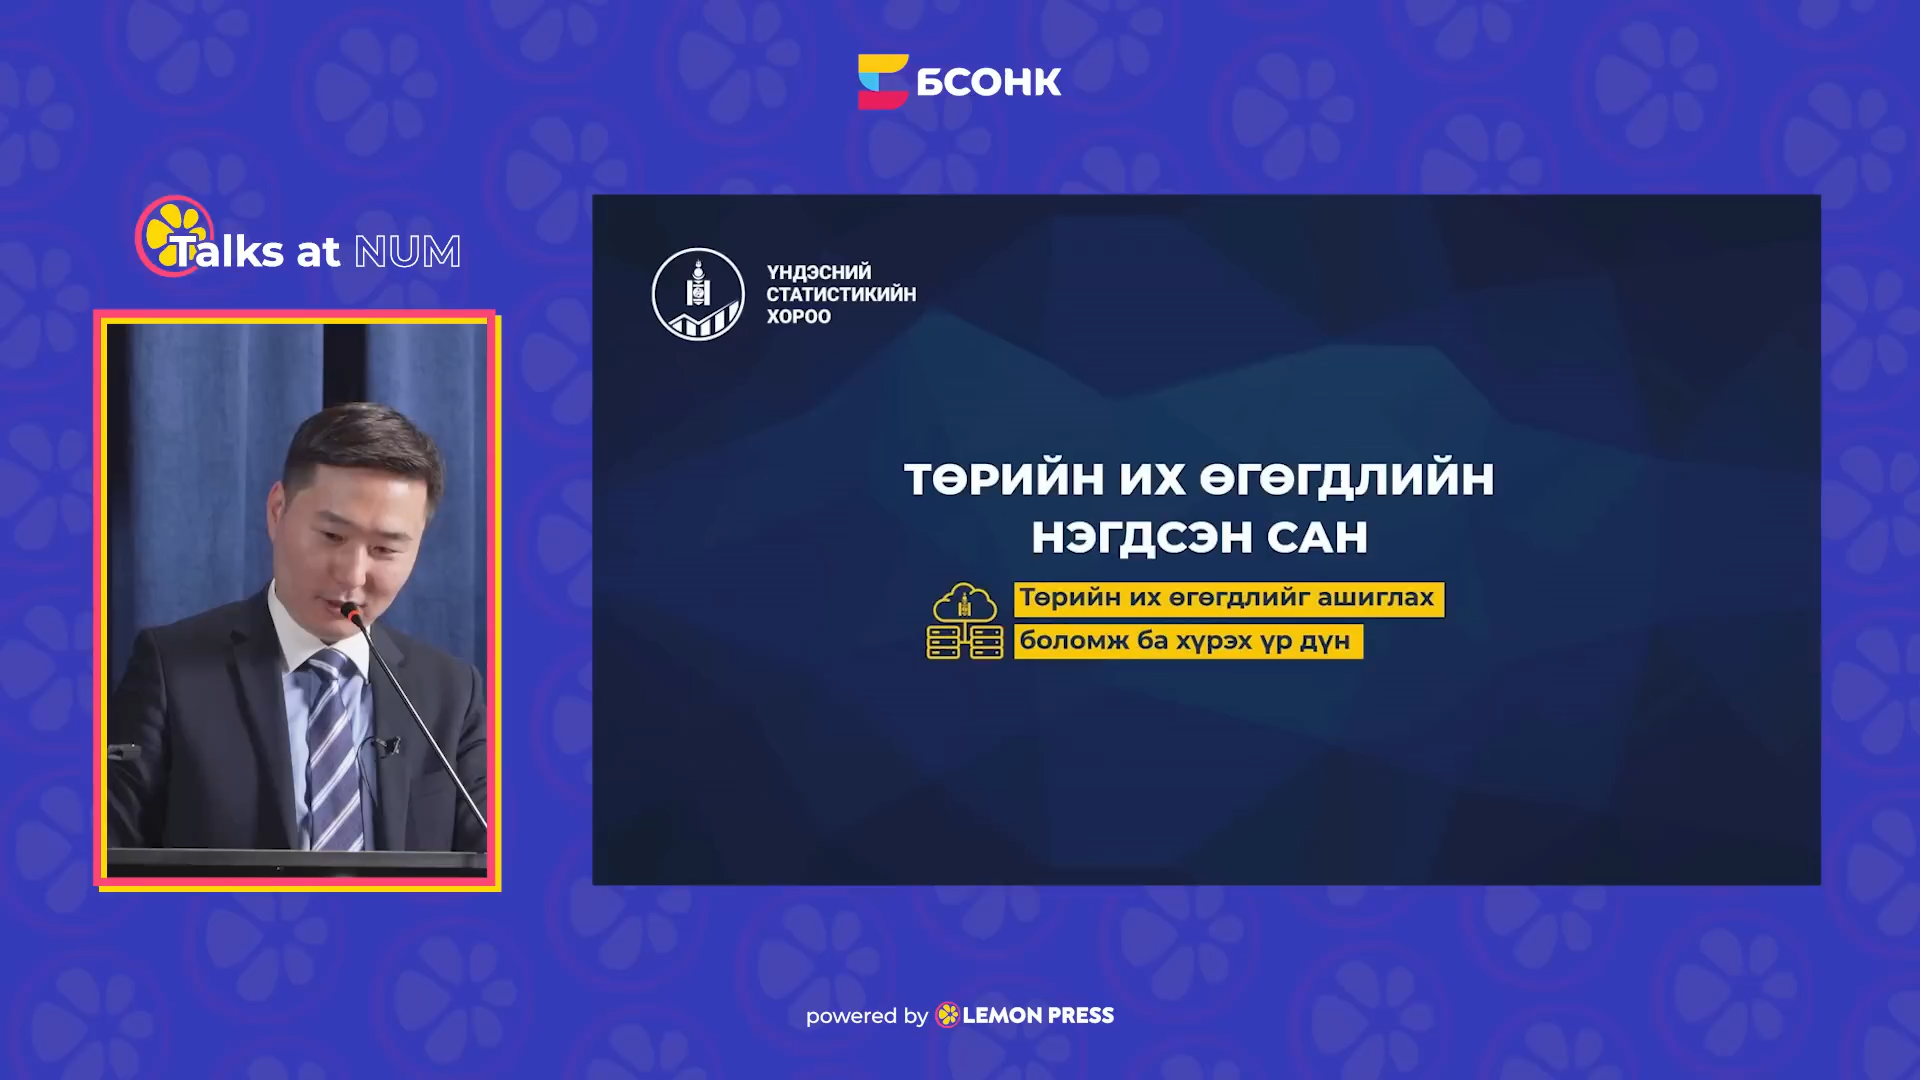 БСОНК
Talks at NUM
ҮНДЭСНИЙ
СТАТИСТИКИЙН
ХОРОО
ТӨРИЙН ИХ ӨГӨГДЛИЙН
НЭГДСЭН САН
Төрийн их өгөгдлийг ашиглах
боломж ба хүрэх үр дүн
powered by LEMON PRESS